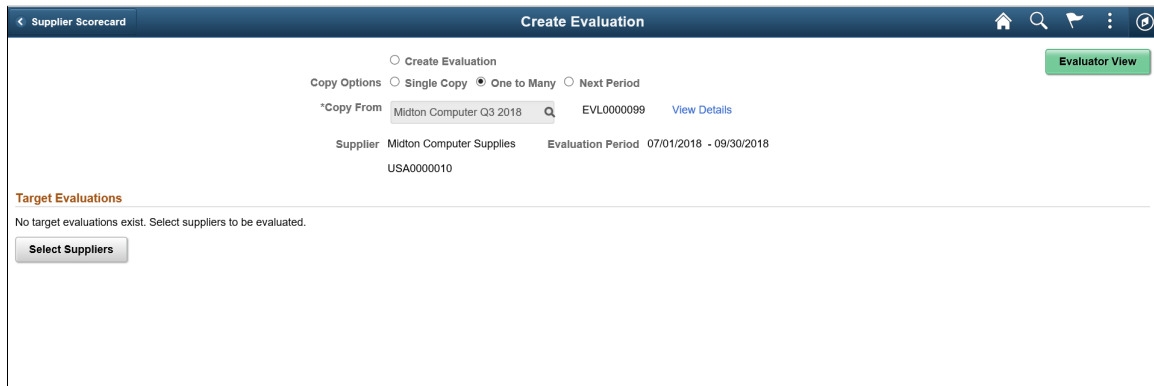 Supplier Scorecard
Create Evaluation
Create Evaluation
Evaluator View
Copy Options Single Copy One to Many Next Period
*Copy From Midton Computer Q3 2018 EVL0000099 View Details
Supplier Midton Computer Supplies Evaluation Period 07/01/2018 - 09/30/2018
USA0000010
Target Evaluations
No target evaluations exist. Select suppliers to be evaluated.
Select Suppliers